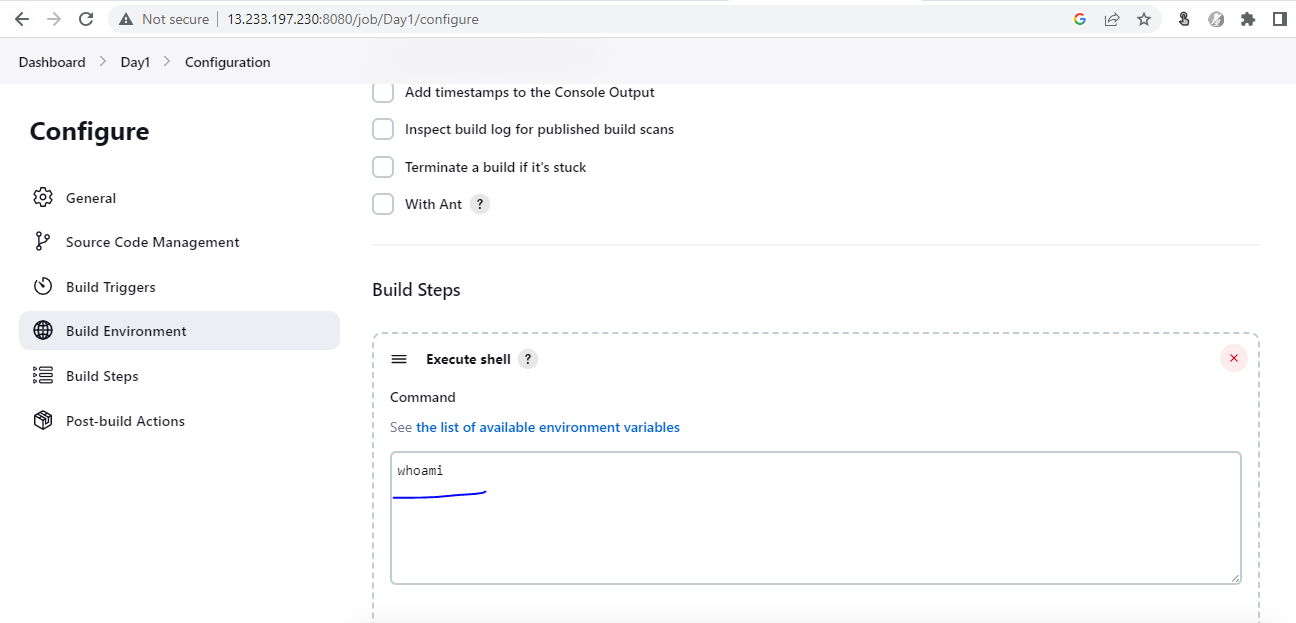 Not secure 13.233.197.230:8080/job/Day1/configure
Dashboard Day1 Configuration
Configure
General
Source Code Management
Build Triggers
Build Environment
Build Steps
Post-build Actions
Add timestamps to the Console Output
Inspect build log for published build scans
Terminate a build if it's stuck
With Ant ?
Build Steps
Execute shell ?
Command
See the list of available environment variables
whoami